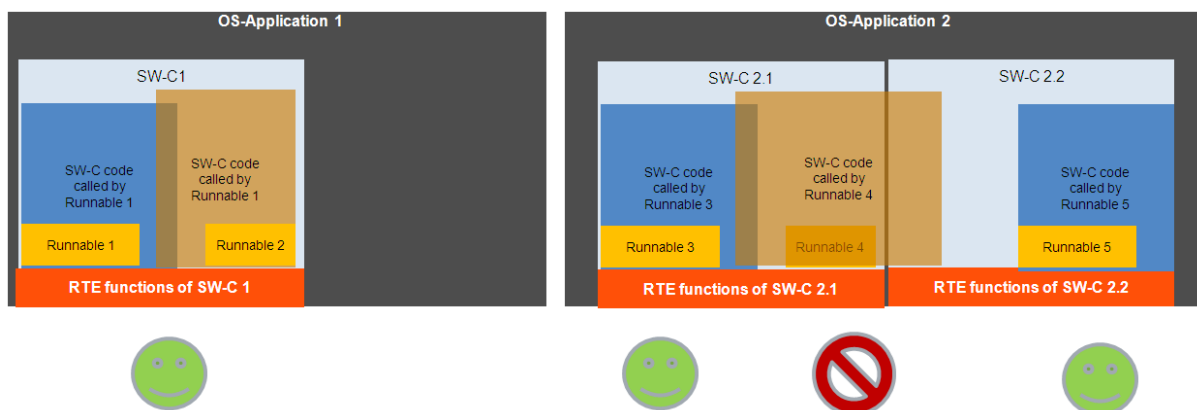 OS-Application 1
SW-C1
SW-C code
called by
Runnable 1
SW-C code
called by
Runnable 1
Runnable 1
Runnable 2
RTE functions of SW-C 1
OS-Application 2
SW-C 2.1
SW-C 2.2
SW-C code
called by
Runnable 3
SW-C code
called by
Runnable 4
SW-C code
called by
Runnable 5
Runnable 3
Runnable 4
Runnable 5
RTE functions of SW-C 2.1
RTE functions of SW-C 2.2